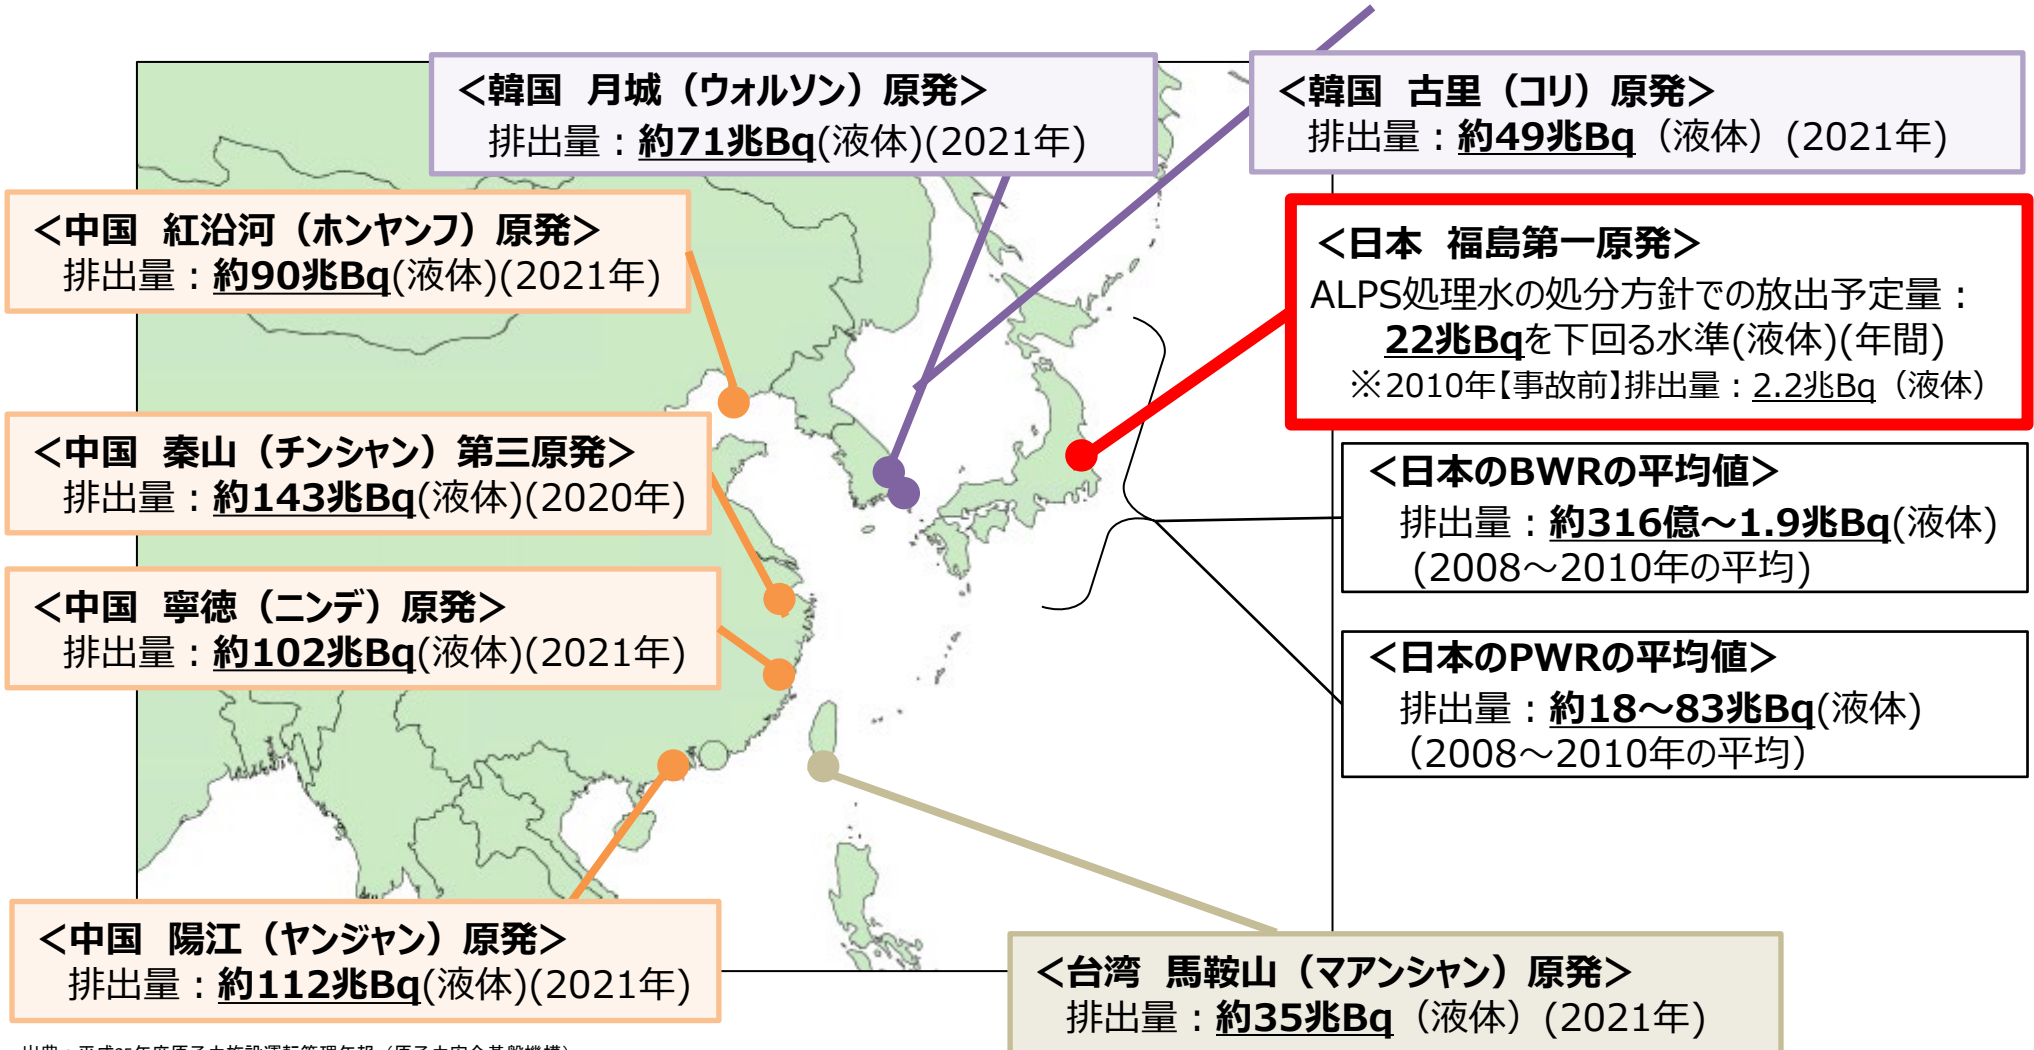 ＜韓国 月城（ウォルソン）原発＞
排出量：約71兆Bq(液体)(2021年)
＜韓国 古里（コリ）原発＞
排出量：約49兆Bq（液体）(2021年)
＜中国 紅沿河（ホンヤンフ）原発＞
排出量：約90兆Bq(液体)(2021年)
＜日本 福島第一原発＞
ALPS処理水の処分方針での放出予定量：
22兆Bqを下回る水準(液体)(年間)
※2010年【事故前】排出量：2.2兆Bq（液体）
＜中国 秦山（チンシャン）第三原発＞
排出量：約143兆Bq(液体)(2020年)
＜日本のBWRの平均値＞
排出量：約316億～1.9兆Bq(液体)
(2008～2010年の平均)
＜中国 寧徳（ニンデ）原発＞
排出量：約102兆Bq(液体)(2021年)
＜日本のPWRの平均値＞
排出量：約18～83兆Bq(液体)
（2008～2010年の平均）
＜中国 陽江（ヤンジャン）原発＞
排出量：約112兆Bq(液体)(2021年)
＜台湾 馬鞍山（マアンシャン）原発＞
排出量：約35兆Bq（液体）(2021年)